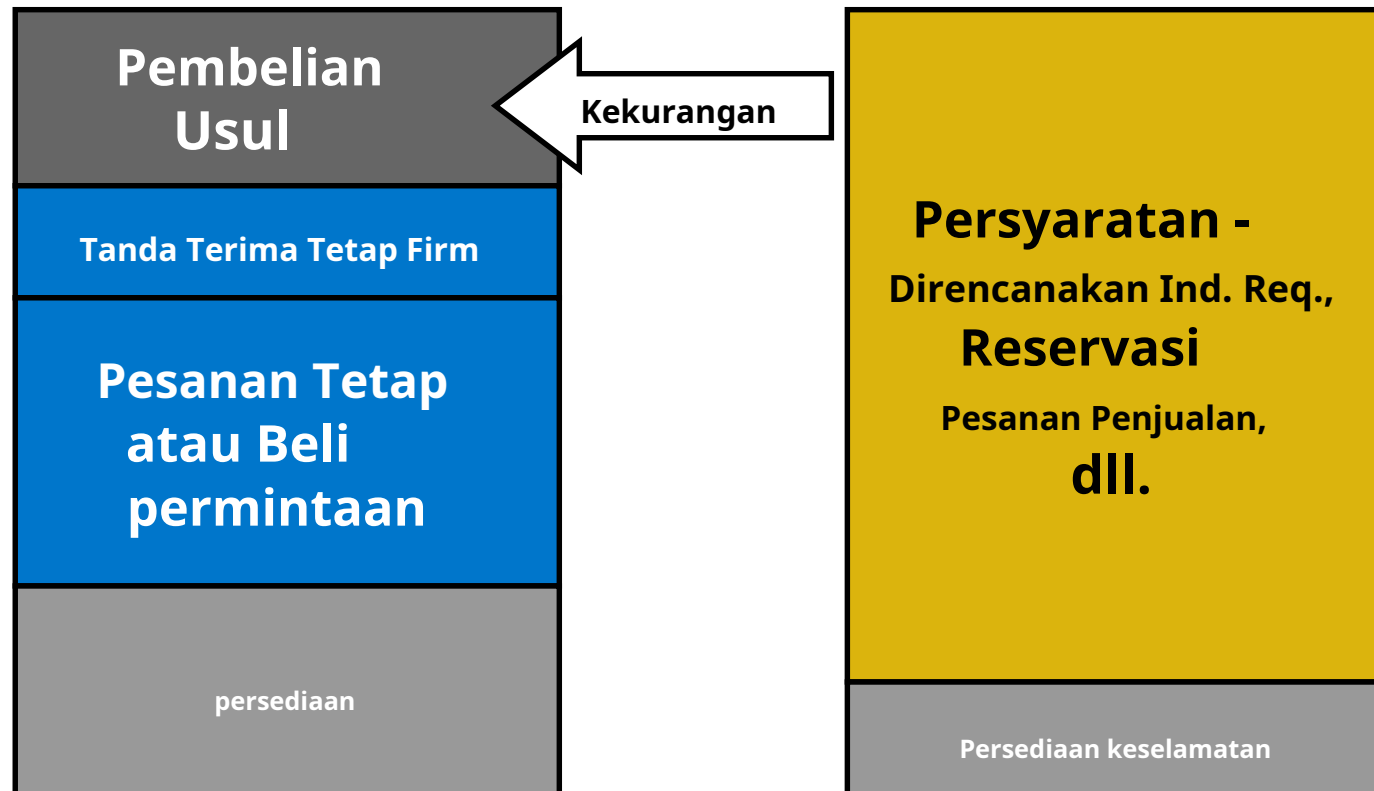 Pembelian
Usul
Kekurangan
Tanda Terima Tetap Firm
Pesanan Tetap
atau Beli
permintaan
persediaan
Persyaratan -
Direncanakan Ind. Req.,
Reservasi
Pesanan Penjualan,
dll.
Persediaan keselamatan